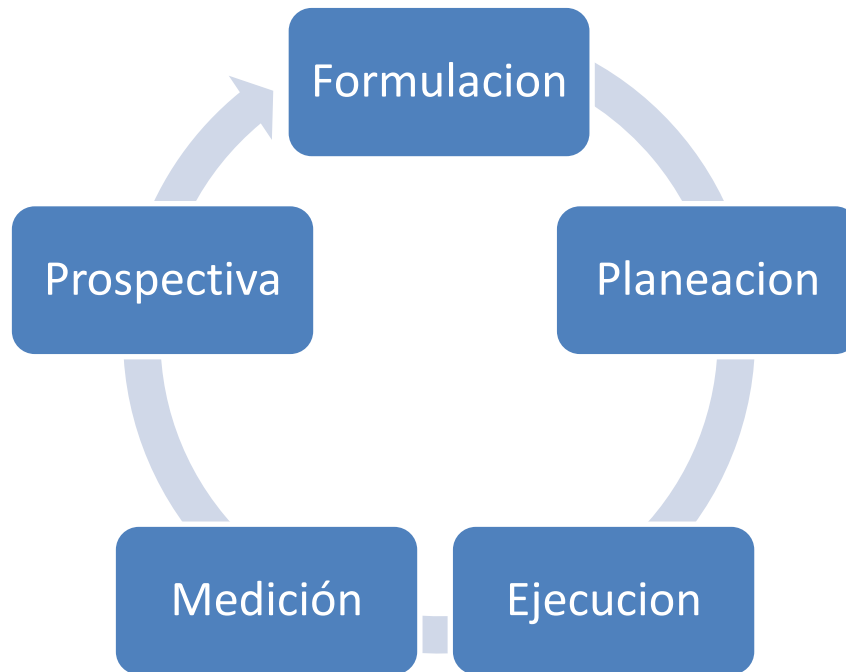 Formulacion
Planeacion
Ejecucion
Medición
Prospectiva